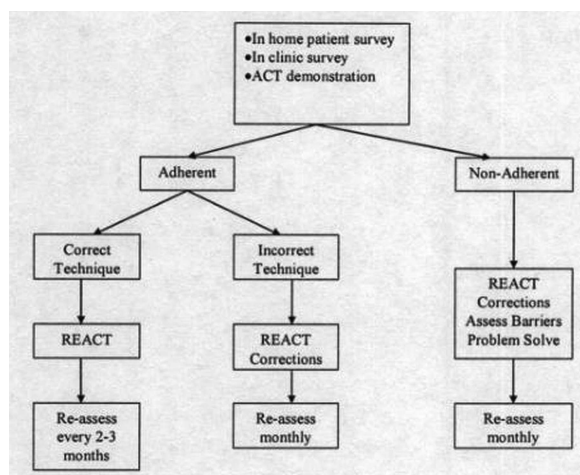 ●In home patient survey
●In clinic survey
●ACT demonstration
Adherent
Non-Adherent
Correct
Technique
Incorrect
Technique
REACT
Corrections
Assess Barriers
Problem Solve
REACT
REACT
Corrections
Re-assess
every 2-3
months
Re-assess
monthly
Re-assess
monthly